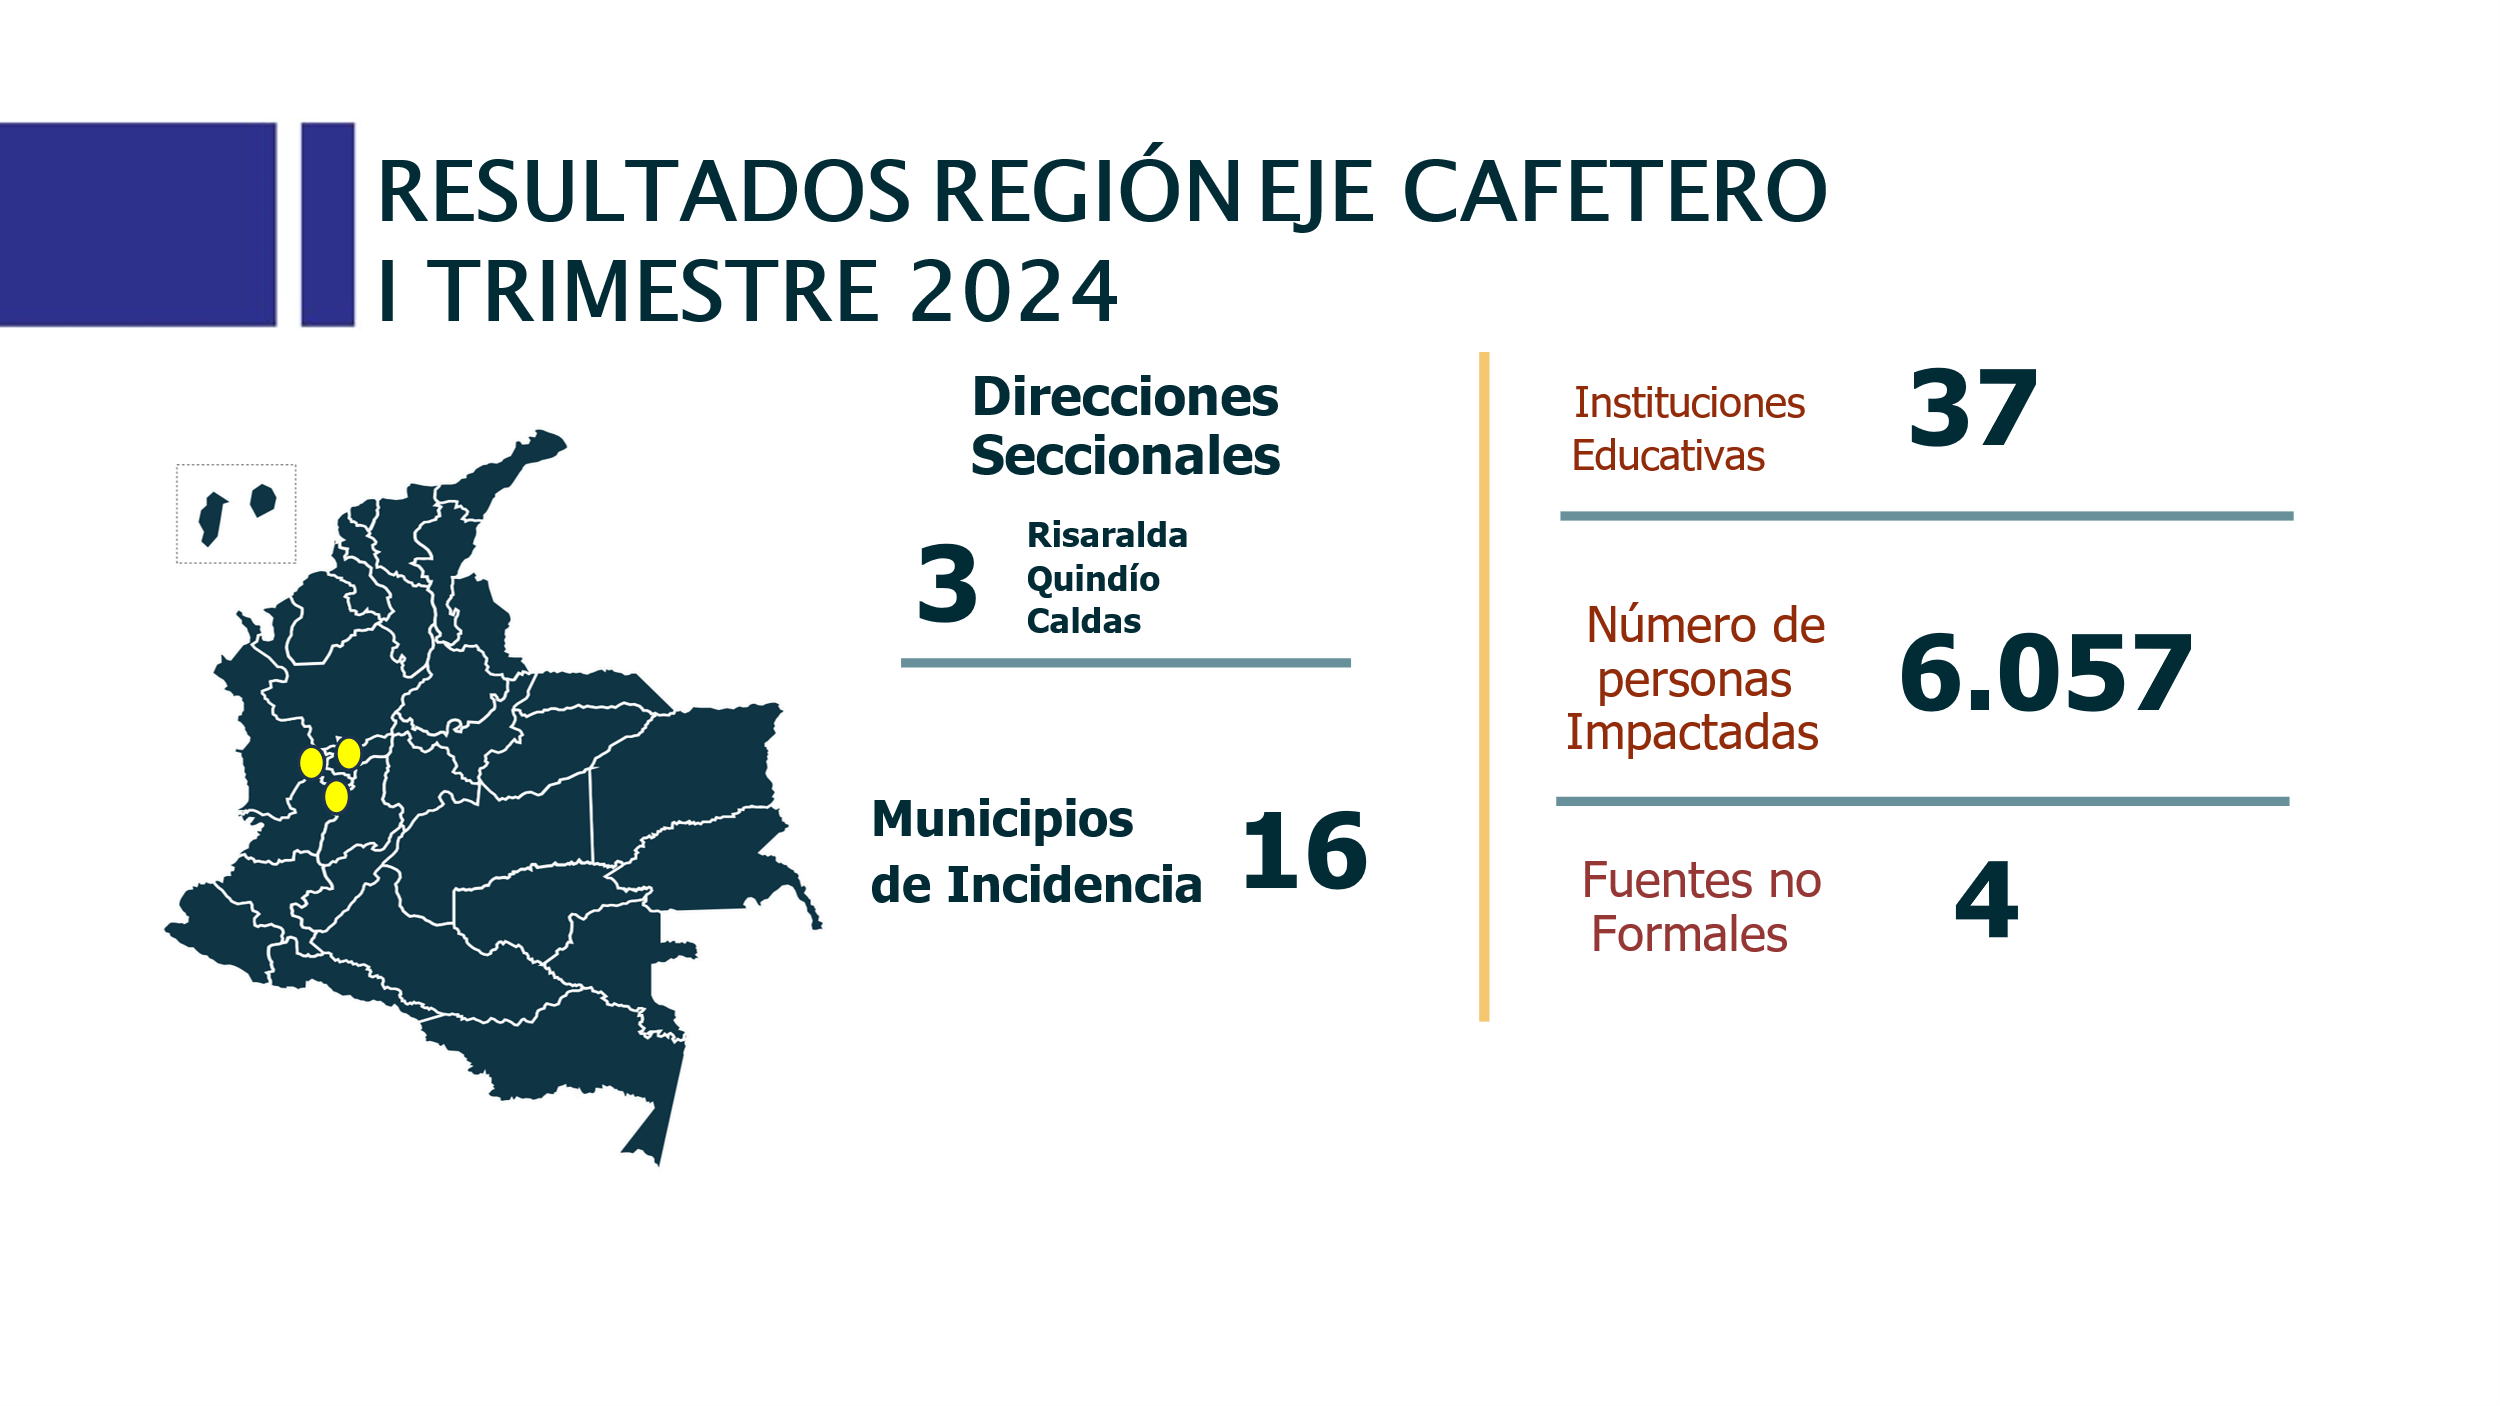 RESULTADOS REGIÓN EJE CAFETERO
I TRIMESTRE 2024
Direcciones
Seccionales
3
Risaralda
Quindío
Caldas
Municipios
de Incidencia
16
Instituciones
Educativas
37
Número de
personas
Impactadas
6.057
Fuentes no
Formales
4